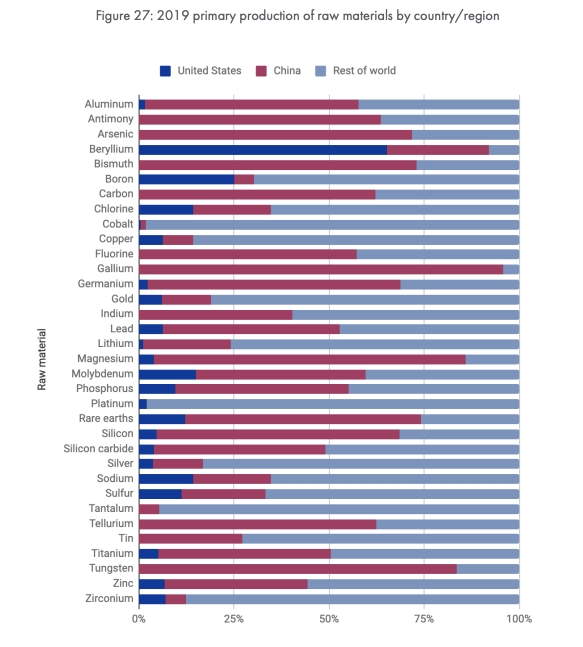 Figure 27: 2019 primary production of raw materials by country/region
United States China Rest of world
Aluminum
Antimony
Arsenic
Beryllium
Bismuth
Boron
Carbon
Chlorine
Cobalt
Copper
Fluorine
Gallium
Germanium
Gold
Indium
Lead
Lithium
Magnesium
Molybdenum
Phosphorus
Platinum
Rare earths
Silicon
Silicon carbide
Silver
Sodium
Sulfur
Tantalum
Tellurium
Tin
Titanium
Tungsten
Zinc
Zirconium
Raw material
0% 25% 50% 75% 100%